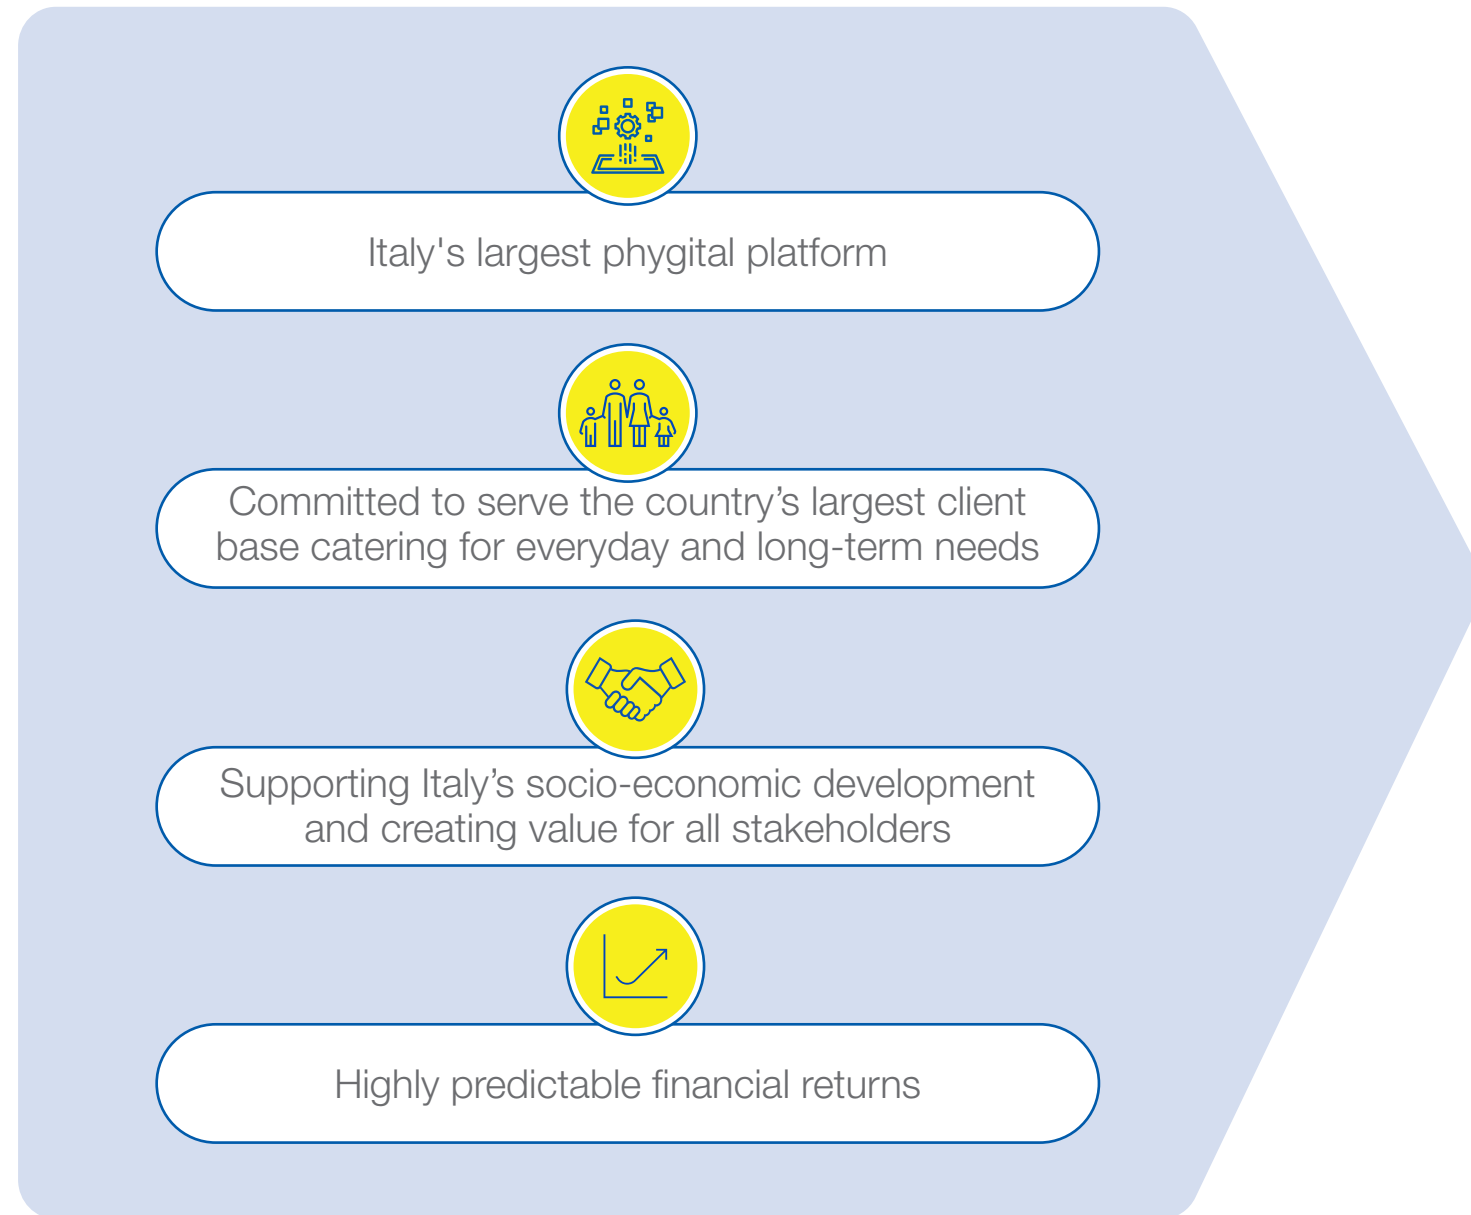 Italy's largest phygital platform
Committed to serve the country’s largest client
base catering for everyday and long-term needs
Supporting Italy’s socio-economic development
and creating value for all stakeholders
Highly predictable financial returns